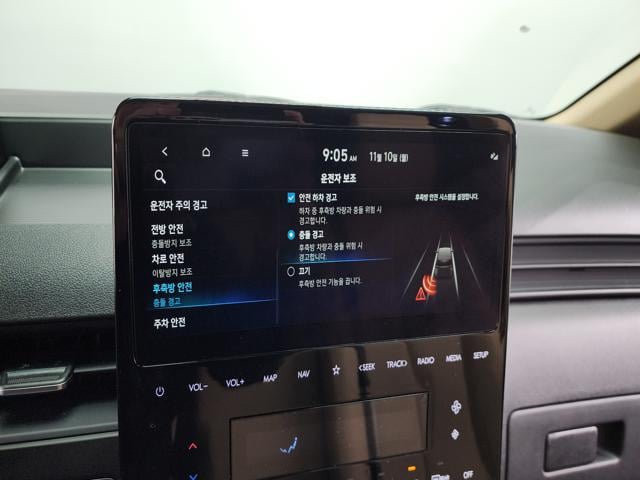 9:05 AM 11월 10일 (월)
운전자 보조
운전자 주의 경고
전방 안전
충돌방지 보조
차로 안전
이탈방지 보조
후측방 안전
충돌 경고
주차 안전
안전 하차 경고
하차 중 후측방 차량과 충돌 위험 시
경고합니다.
충돌 경고
후측방 차량과 충돌 위험 시
경고합니다.
끄기
후측방 안전 기능을 끕니다.
후측방 안전 시스템을 설정합니다.
VOL- VOL+ MAP NAV <SEEK TRACK> RADIO MEDIA SETUP
OFF